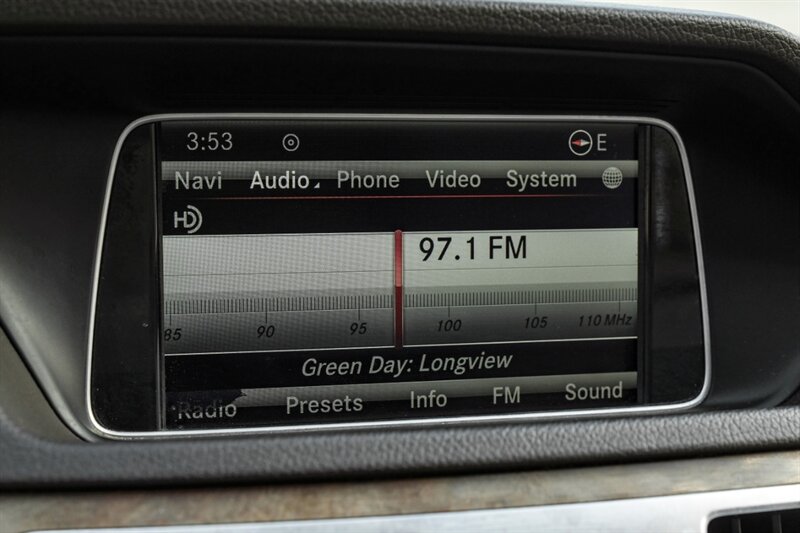 3:53 E
Navi Audio Phone Video System
HD
97.1 FM
85 90 95 100 105 110 MHz
Green Day: Longview
Radio Presets Info FM Sound